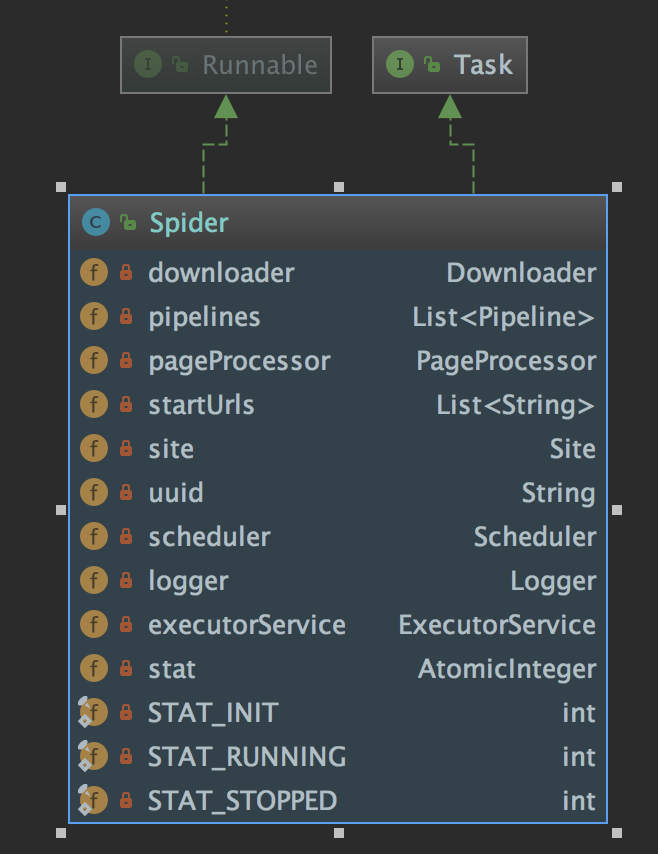 I Runnable
I Task
C Spider
f downloader Downloader
f pipelines List<Pipeline>
f pageProcessor PageProcessor
f startUrls List<String>
f site Site
f uuid String
f scheduler Scheduler
f logger Logger
f executorService ExecutorService
f stat AtomicInteger
f STAT_INIT int
f STAT_RUNNING int
f STAT_STOPPED int